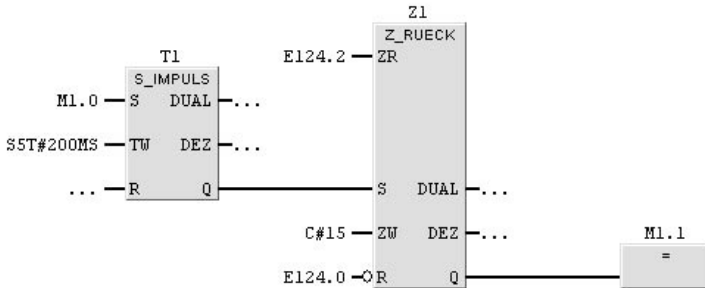 Z1
Z_RUECK
T1
E124.2 ZR
S_IMPULS
M1.0 S DUAL ...
S5T#200MS TW DEZ ...
... R Q S DUAL ...
C#15 ZW DEZ ... M1.1
=
E124.0 R Q